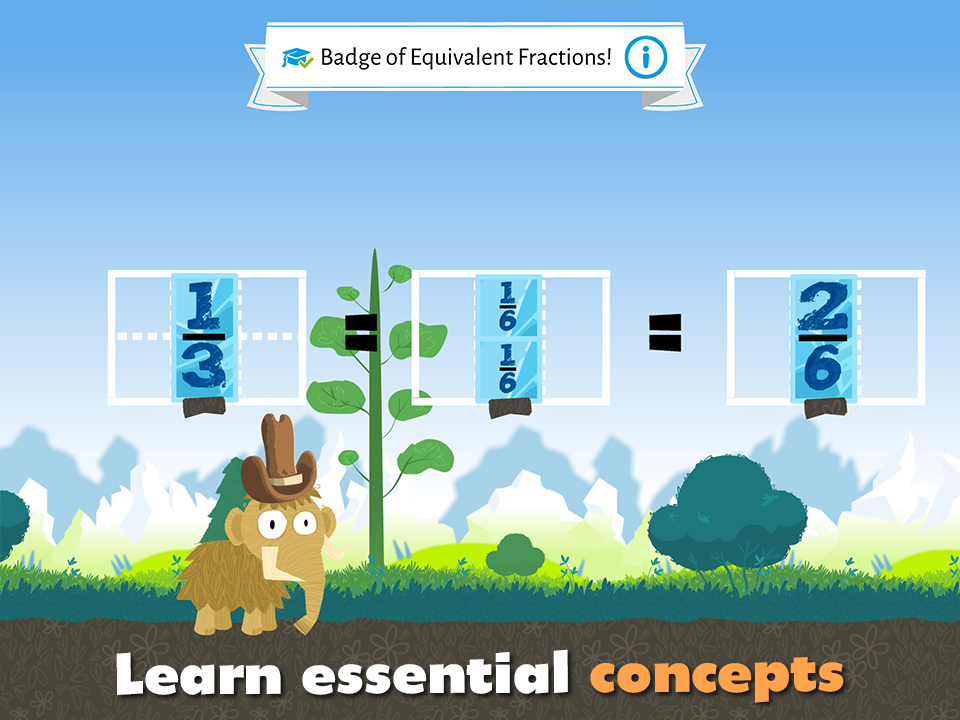 Badge of Equivalent Fractions!
1/3 = 1/6 1/6 = 2/6
Learn essential concepts